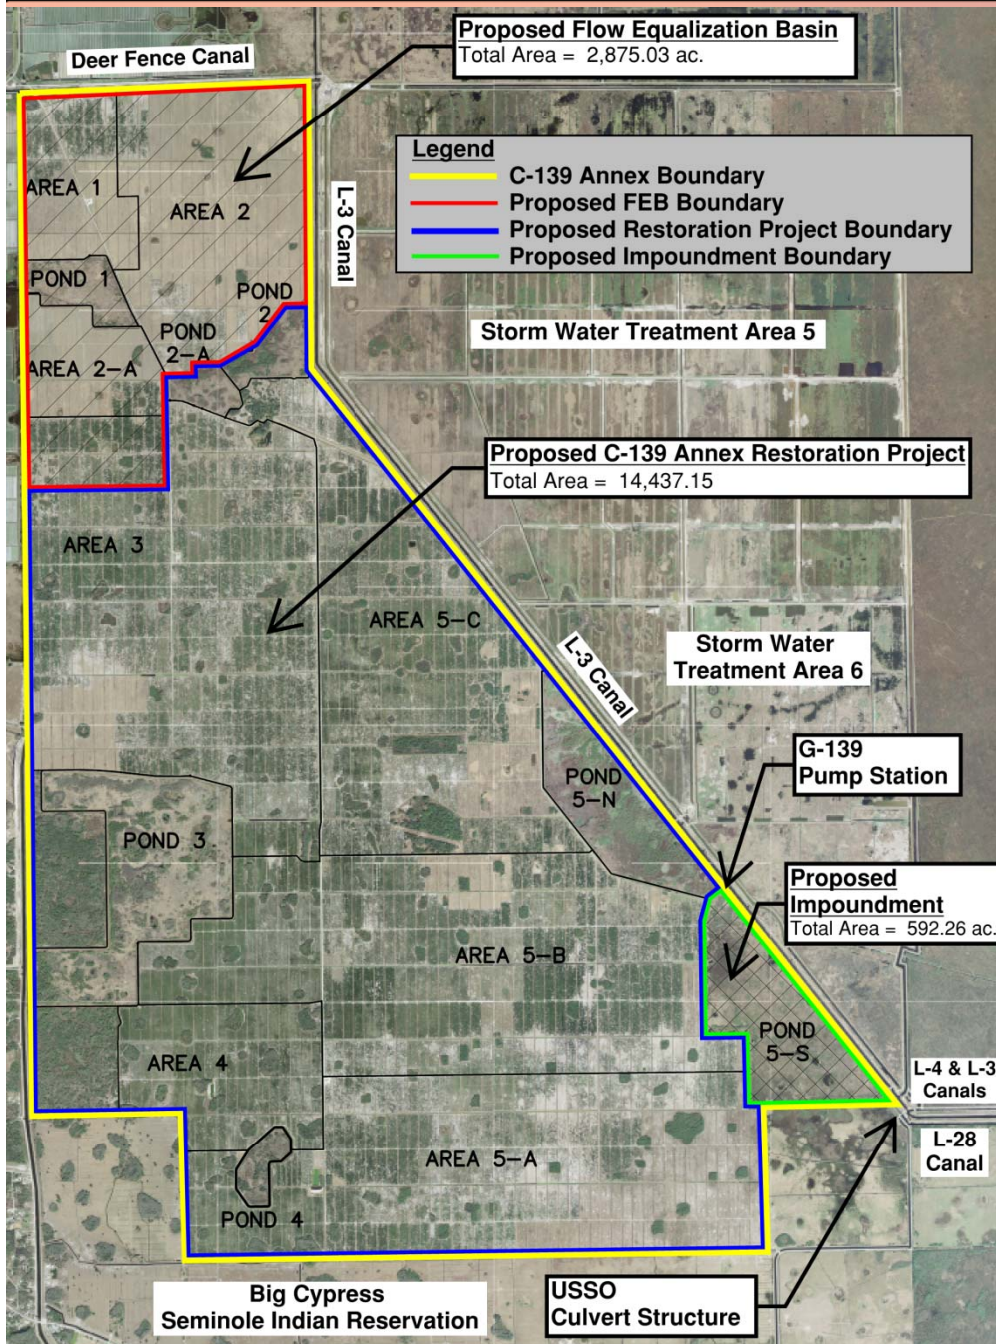 Proposed Flow Equalization Basin
Total Area = 2,875.03 ac.
Deer Fence Canal
Legend
C-139 Annex Boundary
Proposed FEB Boundary
Proposed Restoration Project Boundary
Proposed Impoundment Boundary
AREA 1
AREA 2
L-3 Canal
POND 1
POND
2
POND
2-A
Storm Water Treatment Area 5
AREA 2-A
Proposed C-139 Annex Restoration Project
Total Area = 14,437.15
AREA 3
AREA 5-C
L-3 Canal
Storm Water
Treatment Area 6
G-139
Pump Station
POND
5-N
POND 3
Proposed
Impoundment
Total Area = 592.26 ac.
AREA 5-B
POND
5-S
AREA 4
L-4 & L-3
Canals
L-28
Canal
AREA 5-A
POND 4
Big Cypress
Seminole Indian Reservation
USSO
Culvert Structure